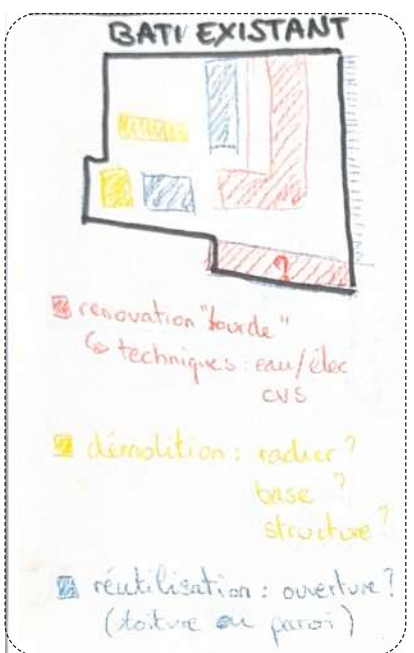 BATI EXISTANT
?
rénovation "lourde"
↳ techniques : eau/élec
CVS
démolition : radier ?
base ?
structure ?
réutilisation : ouverture ?
(toiture ou paroi)